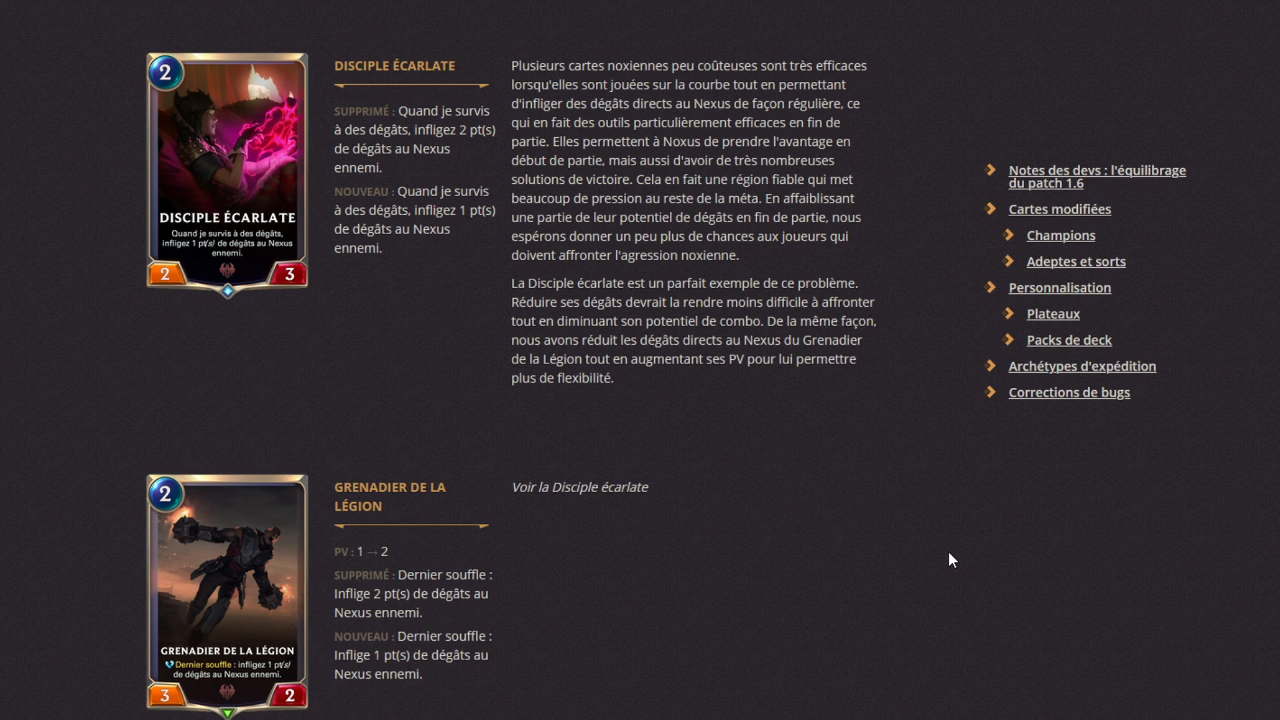 2
DISCIPLE ÉCARLATE
Quand je survis à des dégâts,
infligez 1 pt(s) de dégâts au Nexus
ennemi.
2
3
DISCIPLE ÉCARLATE
SUPPRIMÉ : Quand je survis
à des dégâts, infligez 2 pt(s)
de dégâts au Nexus
ennemi.
NOUVEAU : Quand je survis
à des dégâts, infligez 1 pt(s)
de dégâts au Nexus
ennemi.
Plusieurs cartes noxiennes peu coûteuses sont très efficaces
lorsqu'elles sont jouées sur la courbe tout en permettant
d'infliger des dégâts directs au Nexus de façon régulière, ce
qui en fait des outils particulièrement efficaces en fin de
partie. Elles permettent à Noxus de prendre l'avantage en
début de partie, mais aussi d'avoir de très nombreuses
solutions de victoire. Cela en fait une région fiable qui met
beaucoup de pression au reste de la méta. En affaiblissant
une partie de leur potentiel de dégâts en fin de partie, nous
espérons donner un peu plus de chances aux joueurs qui
doivent affronter l'agression noxienne.
La Disciple écarlate est un parfait exemple de ce problème.
Réduire ses dégâts devrait la rendre moins difficile à affronter
tout en diminuant son potentiel de combo. De la même façon,
nous avons réduit les dégâts directs au Nexus du Grenadier
de la Légion tout en augmentant ses PV pour lui permettre
plus de flexibilité.
Notes des devs : l'équilibrage
du patch 1.6
Cartes modifiées
Champions
Adeptes et sorts
Personnalisation
Plateaux
Packs de deck
Archétypes d'expédition
Corrections de bugs
2
GRENADIER DE LA LÉGION
Dernier souffle : infligez 1 pt(s)
de dégâts au Nexus ennemi.
3
2
GRENADIER DE LA
LÉGION
PV : 1 → 2
SUPPRIMÉ : Dernier souffle :
Inflige 2 pt(s) de dégâts au
Nexus ennemi.
NOUVEAU : Dernier souffle :
Inflige 1 pt(s) de dégâts au
Nexus ennemi.
Voir la Disciple écarlate